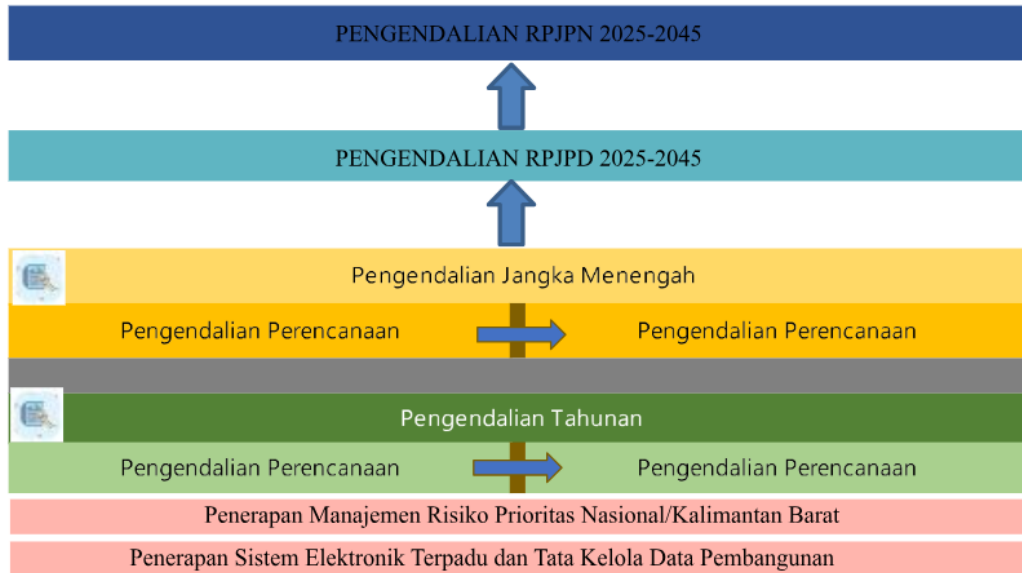 PENGENDALIAN RPJPN 2025-2045
PENGENDALIAN RPJPD 2025-2045
Pengendalian Jangka Menengah
Pengendalian Perencanaan
Pengendalian Perencanaan
Pengendalian Tahunan
Pengendalian Perencanaan
Pengendalian Perencanaan
Penerapan Manajemen Risiko Prioritas Nasional/Kalimantan Barat
Penerapan Sistem Elektronik Terpadu dan Tata Kelola Data Pembangunan